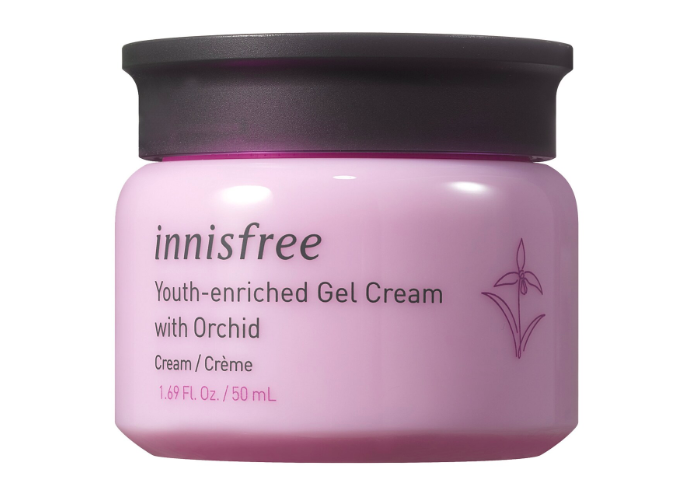 innisfree
Youth-enriched Gel Cream
with Orchid
Cream / Crème
1.69 Fl. Oz. / 50 mL